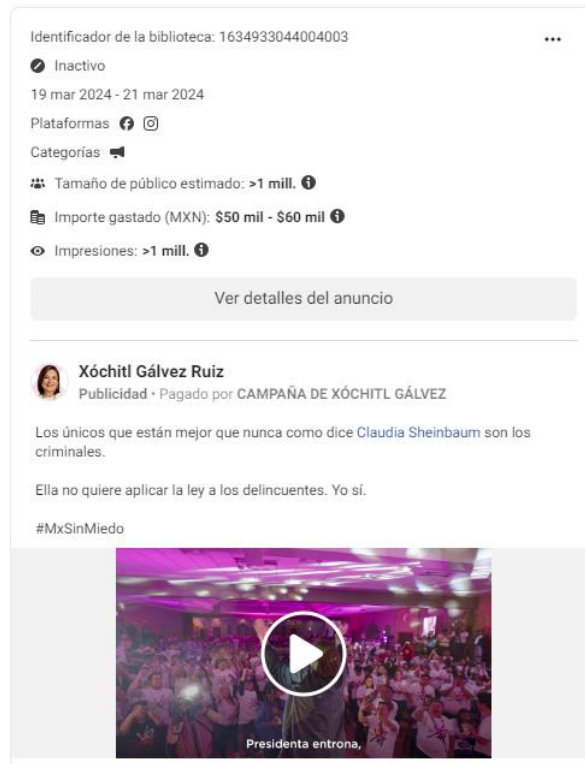 Identificador de la biblioteca: 1634933044004003
Inactivo
19 mar 2024 - 21 mar 2024
Plataformas
Categorías
Tamaño de público estimado: >1 mill.
Importe gastado (MXN): $50 mil - $60 mil
Impresiones: >1 mill.
Ver detalles del anuncio
Xóchitl Gálvez Ruiz
Publicidad • Pagado por CAMPAÑA DE XÓCHITL GÁLVEZ
Los únicos que están mejor que nunca como dice Claudia Sheinbaum son los
criminales.
Ella no quiere aplicar la ley a los delincuentes. Yo sí.
#MxSinMiedo
Presidenta entrona,